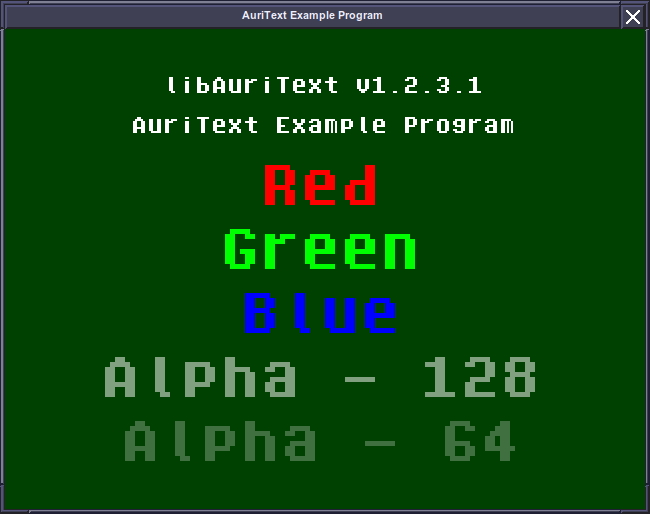 AuriText Example Program
libAuriText v1.2.3.1
AuriText Example Program
Red
Green
Blue
Alpha - 128
Alpha - 64